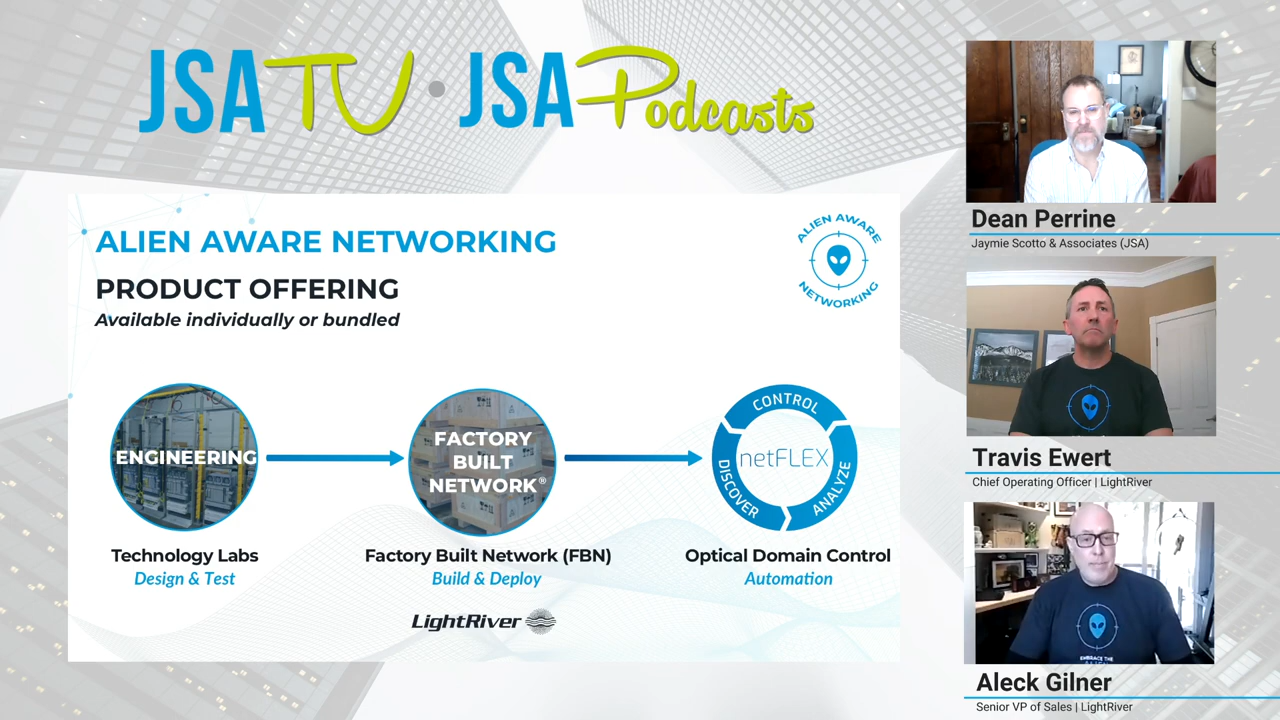 JSA TV • JSA Podcasts
ALIEN AWARE NETWORKING
PRODUCT OFFERING
Available individually or bundled
ALIEN AWARE
NETWORKING
ENGINEERING
FACTORY
BUILT
NETWORK®
CONTROL
DISCOVER
netFLEX
ANALYZE
Technology Labs
Design & Test
Factory Built Network (FBN)
Build & Deploy
Optical Domain Control
Automation
LightRiver
Dean Perrine
Jaymie Scotto & Associates (JSA)
Travis Ewert
Chief Operating Officer | LightRiver
EMBRACE THE
ALIEN
Aleck Gilner
Senior VP of Sales | LightRiver